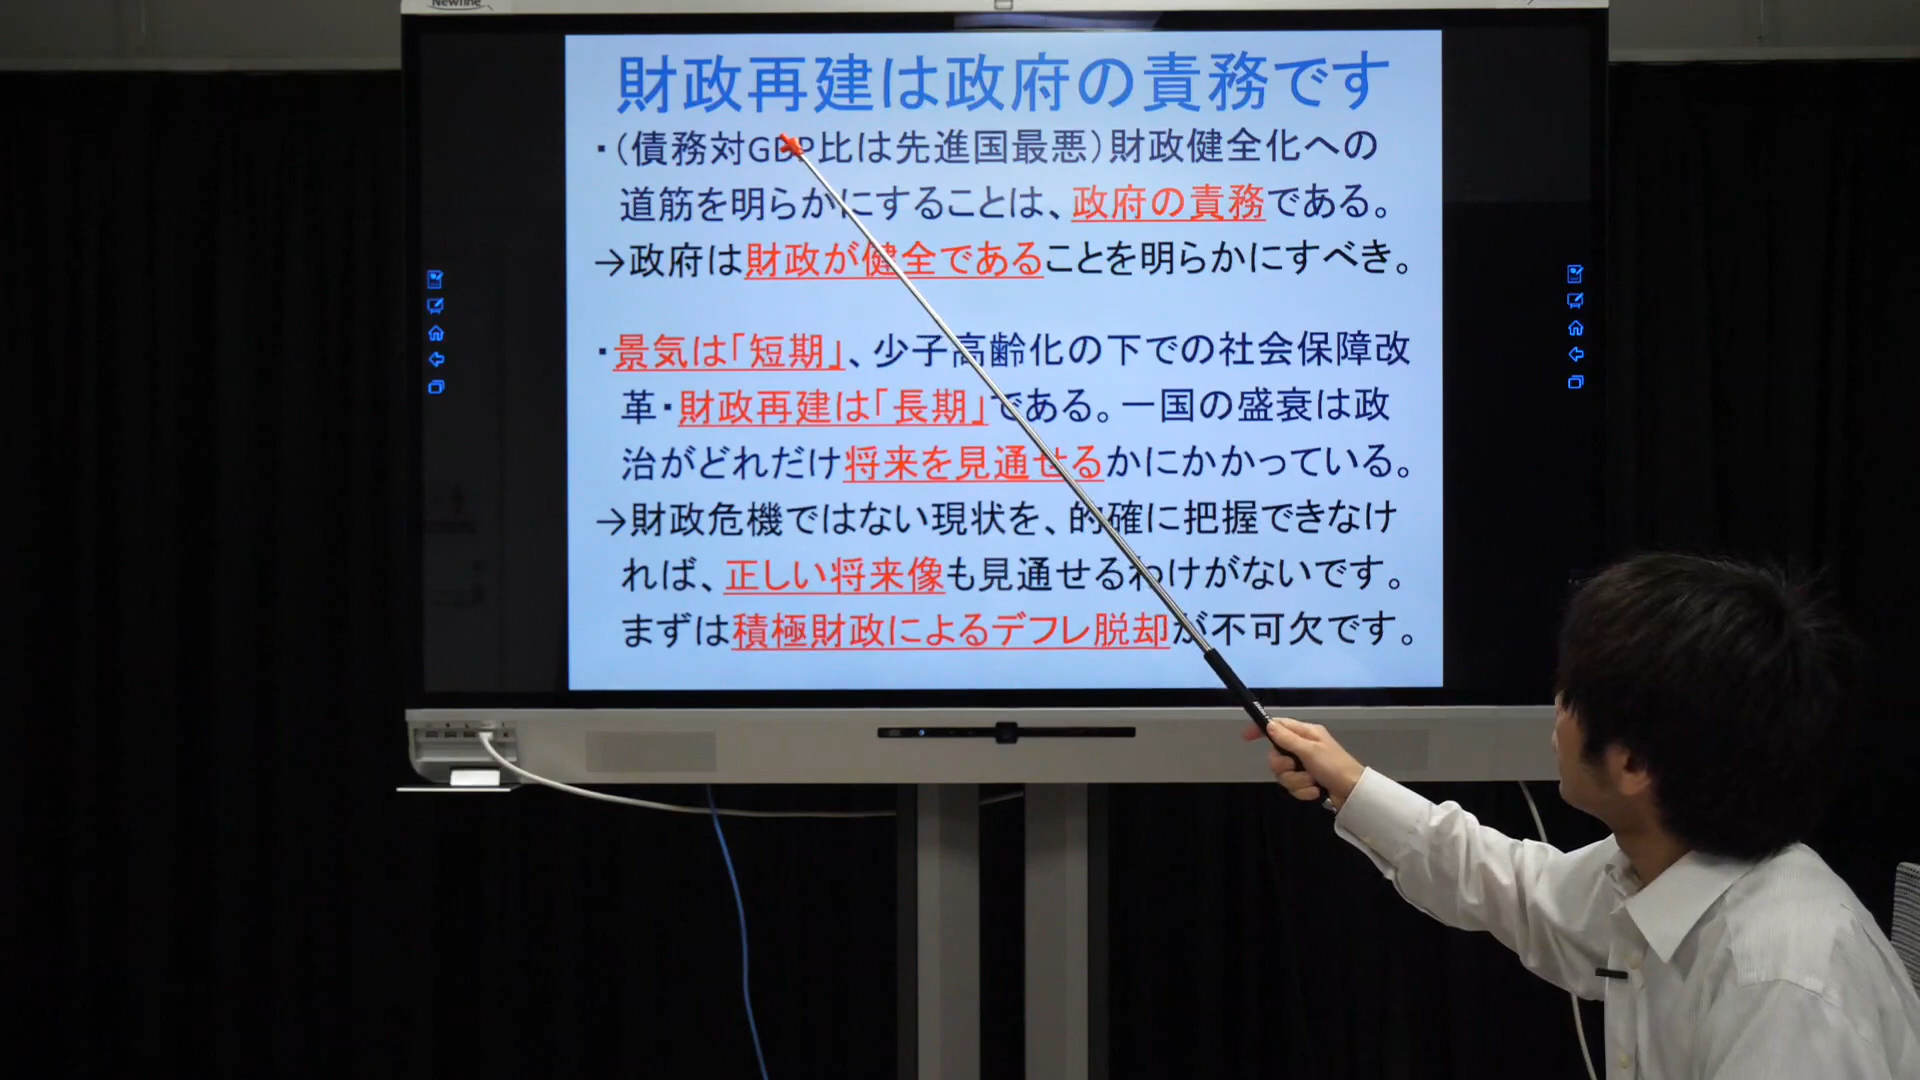 Newline
財政再建は政府の責務です
・(債務対GDP比は先進国最悪)財政健全化への
道筋を明らかにすることは、政府の責務である。
→政府は財政が健全であることを明らかにすべき。
・景気は「短期」、少子高齢化の下での社会保障改
革・財政再建は「長期」である。一国の盛衰は政
治がどれだけ将来を見通せるかにかかっている。
→財政危機ではない現状を、的確に把握できなけ
れば、正しい将来像も見通せるわけがないです。
まずは積極財政によるデフレ脱却が不可欠です。